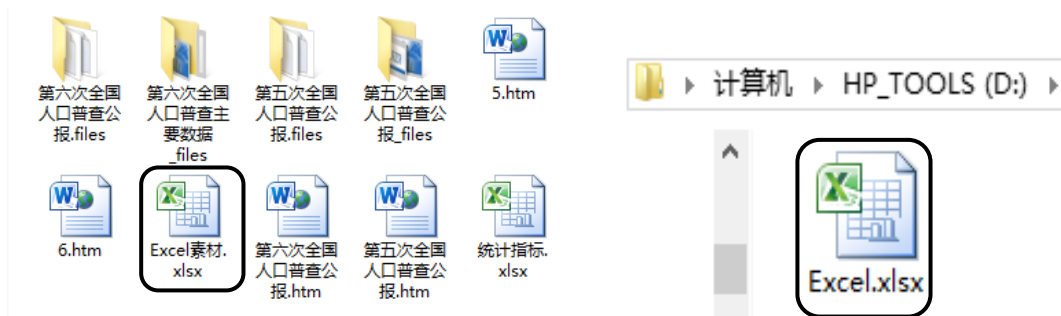 第六次全国
人口普查公
报.files
第六次全国
人口普查主
要数据
_files
第五次全国
人口普查公
报.files
第五次全国
人口普查公
报_files
5.htm
6.htm
Excel素材.
xlsx
第六次全国
人口普查公
报.htm
第五次全国
人口普查公
报.htm
统计指标.
xlsx
计算机 HP_TOOLS (D:)
Excel.xlsx